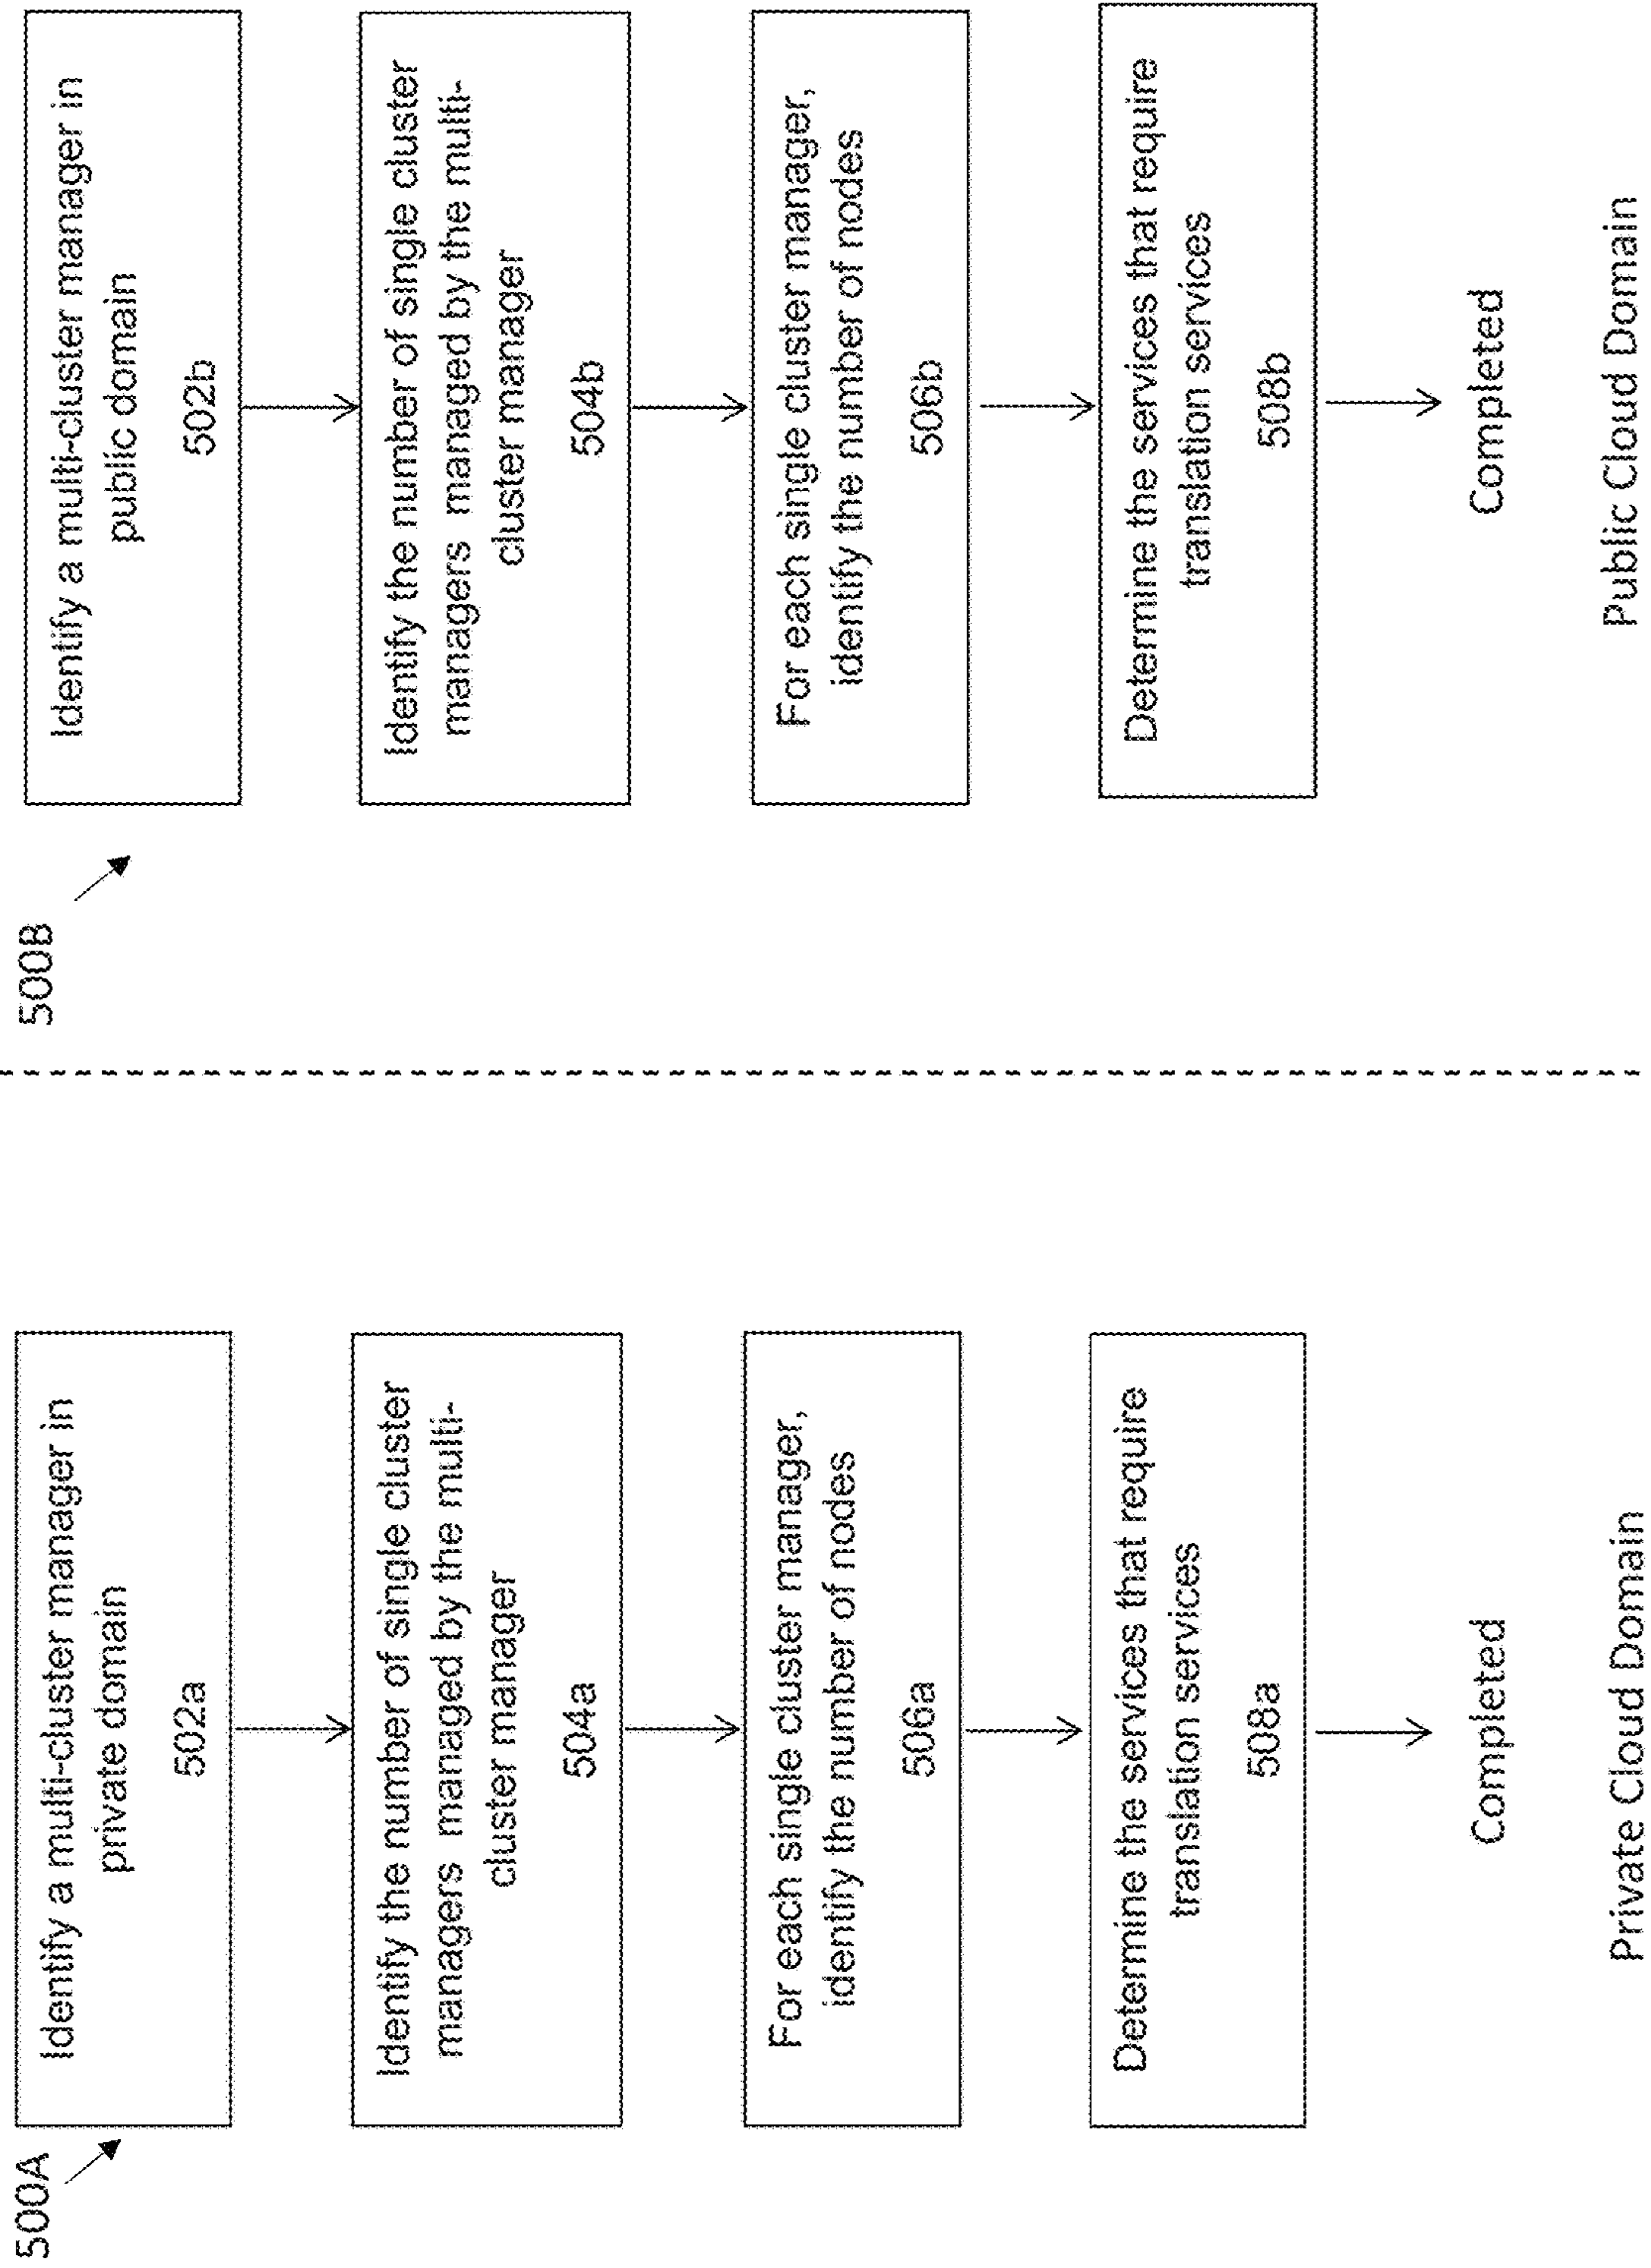 500A
Identify a multi-cluster manager in
private domain
502a
Identify the number of single cluster
managers managed by the multi-
cluster manager
504a
For each single cluster manager,
identify the number of nodes
506a
Determine the services that require
translation services
508a
Completed
Private Cloud Domain
500B
Identify a multi-cluster manager in
public domain
502b
Identify the number of single cluster
managers managed by the multi-
cluster manager
504b
For each single cluster manager,
identify the number of nodes
506b
Determine the services that require
translation services
508b
Completed
Public Cloud Domain